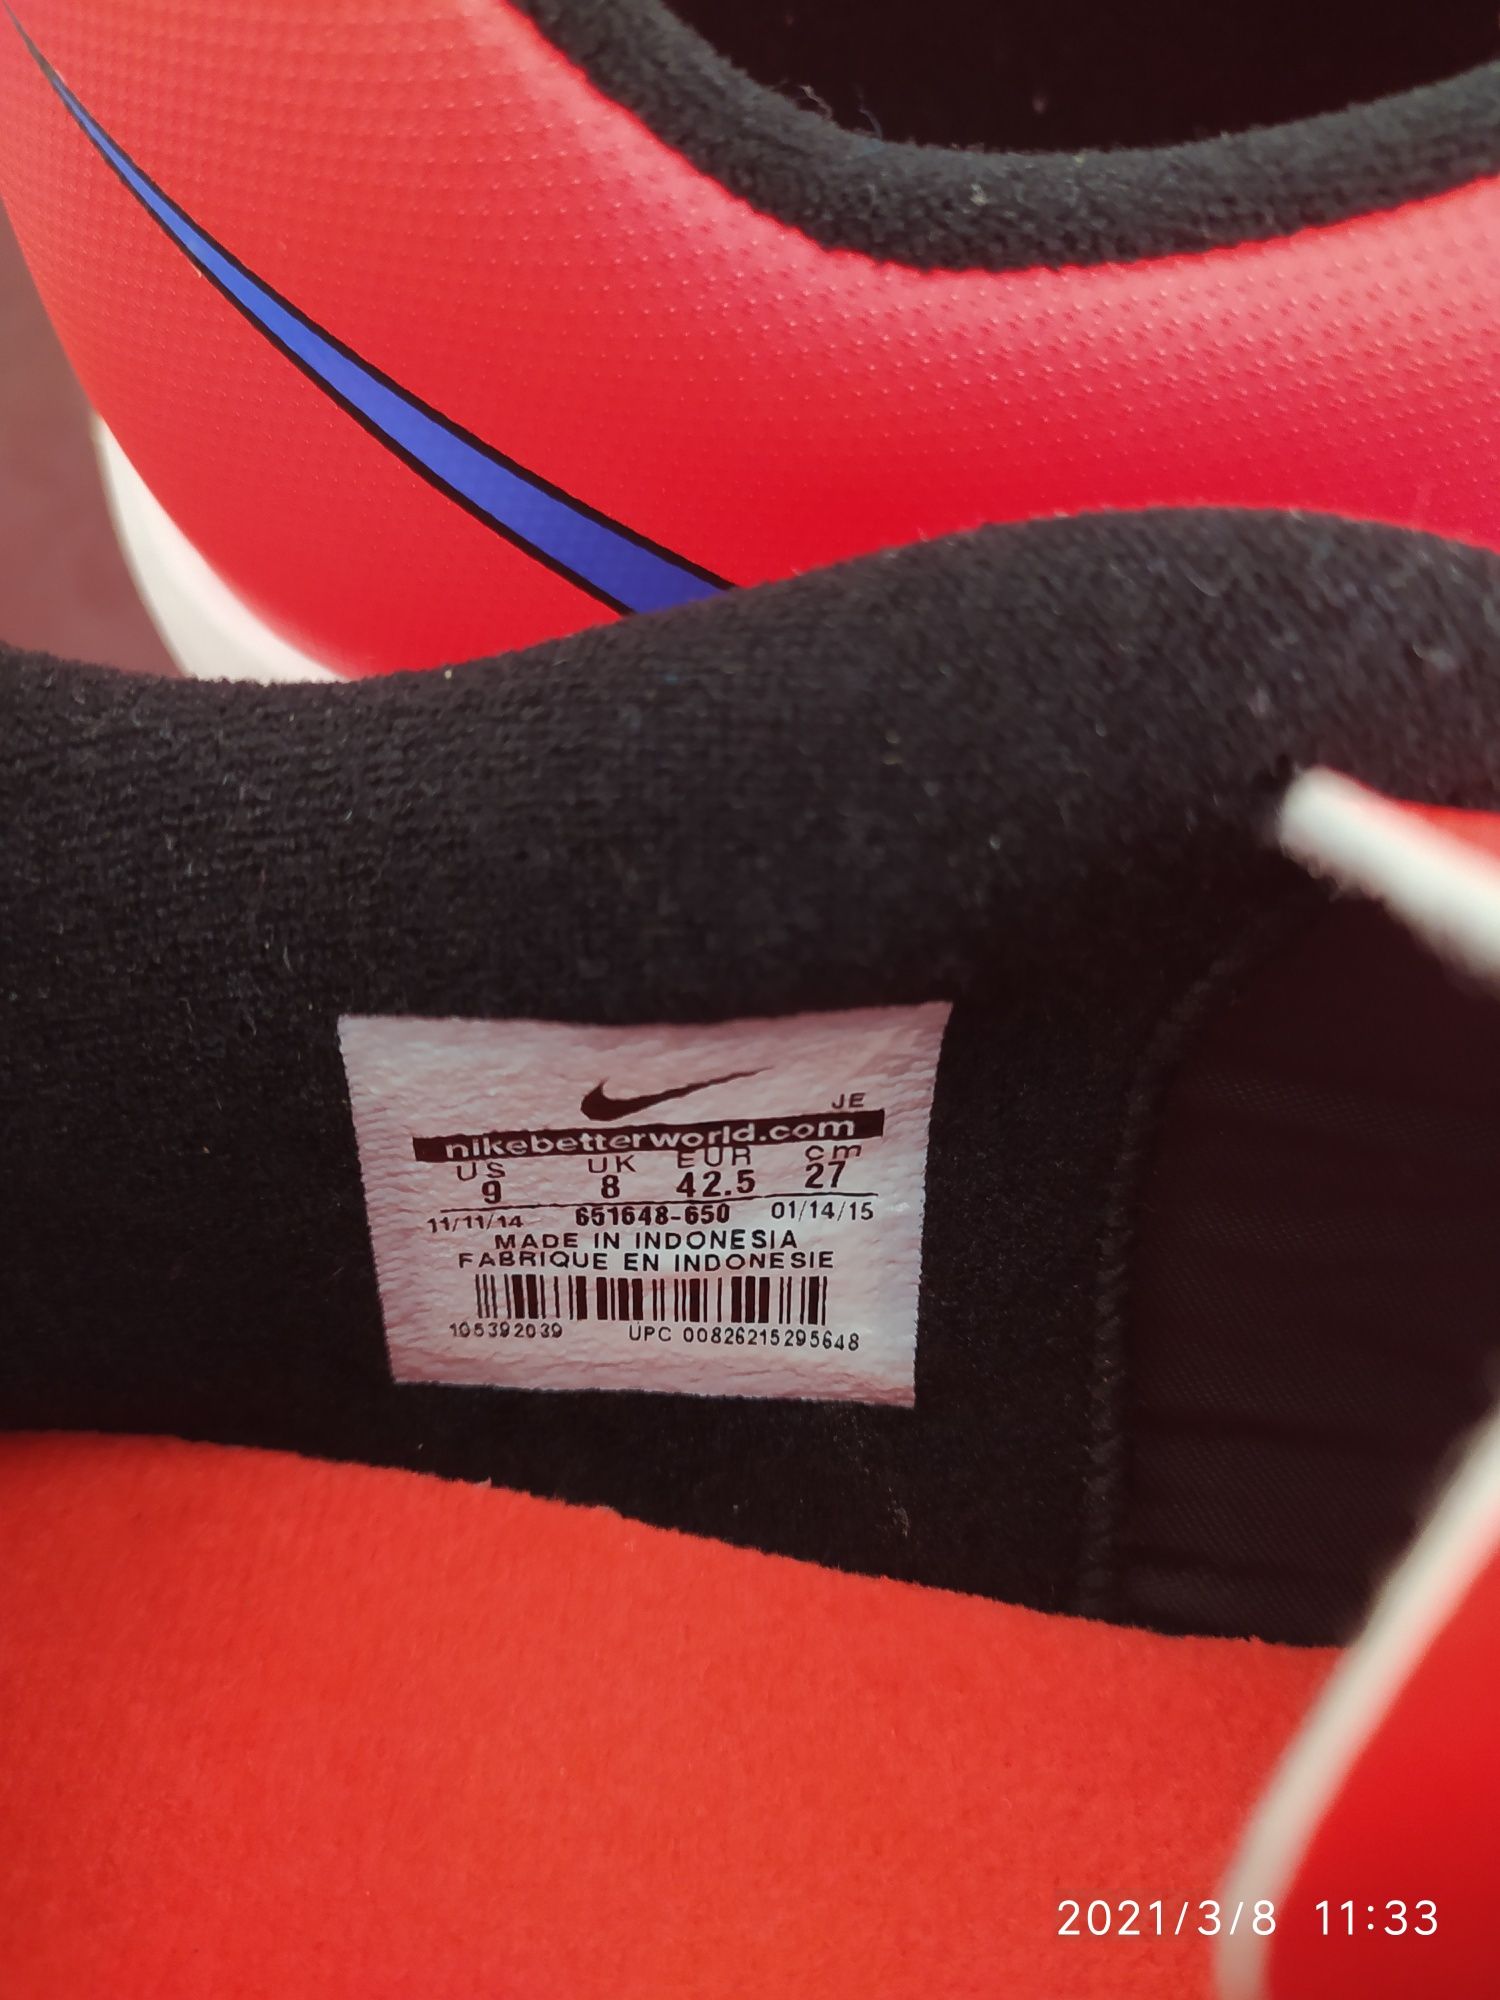 JE
nikebetterworld.com
US UK EUR cm
9 8 42.5 27
11/11/14 651648-650 01/14/15
MADE IN INDONESIA
FABRIQUE EN INDONESIE
105392039 UPC 00826215295648
2021/3/8 11:33